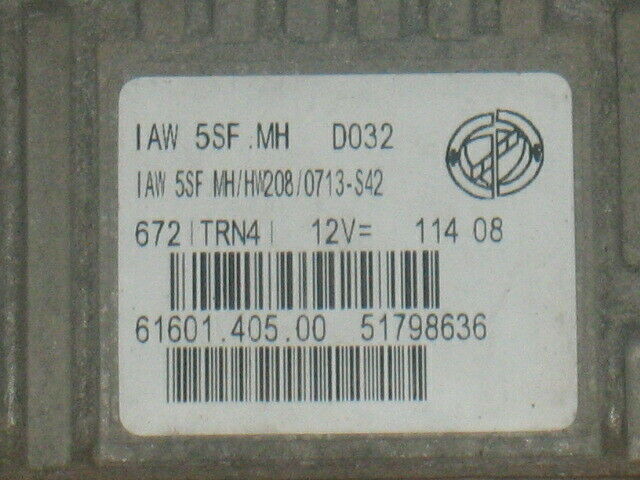 IAW 5SF .MH D032
IAW 5SF MH/HW208/0713-S42
672|TRN4| 12V= 114 08
61601.405.00 51798636